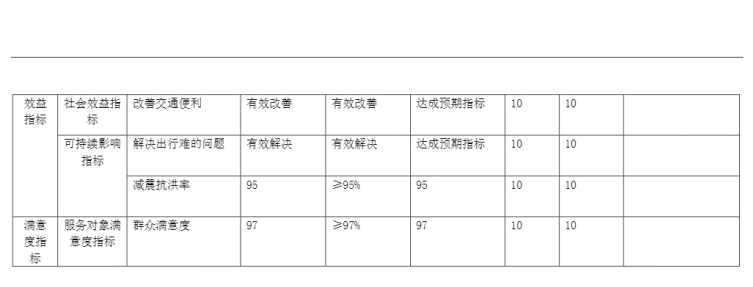 效益指标 社会效益指标 改善交通便利 有效改善 有效改善 达成预期指标 10 10
可持续影响指标 解决出行难的问题 有效解决 有效解决 达成预期指标 10 10
减震抗洪率 95 ≥95% 95 10 10
满意度指标 服务对象满意度指标 群众满意度 97 ≥97% 97 10 10